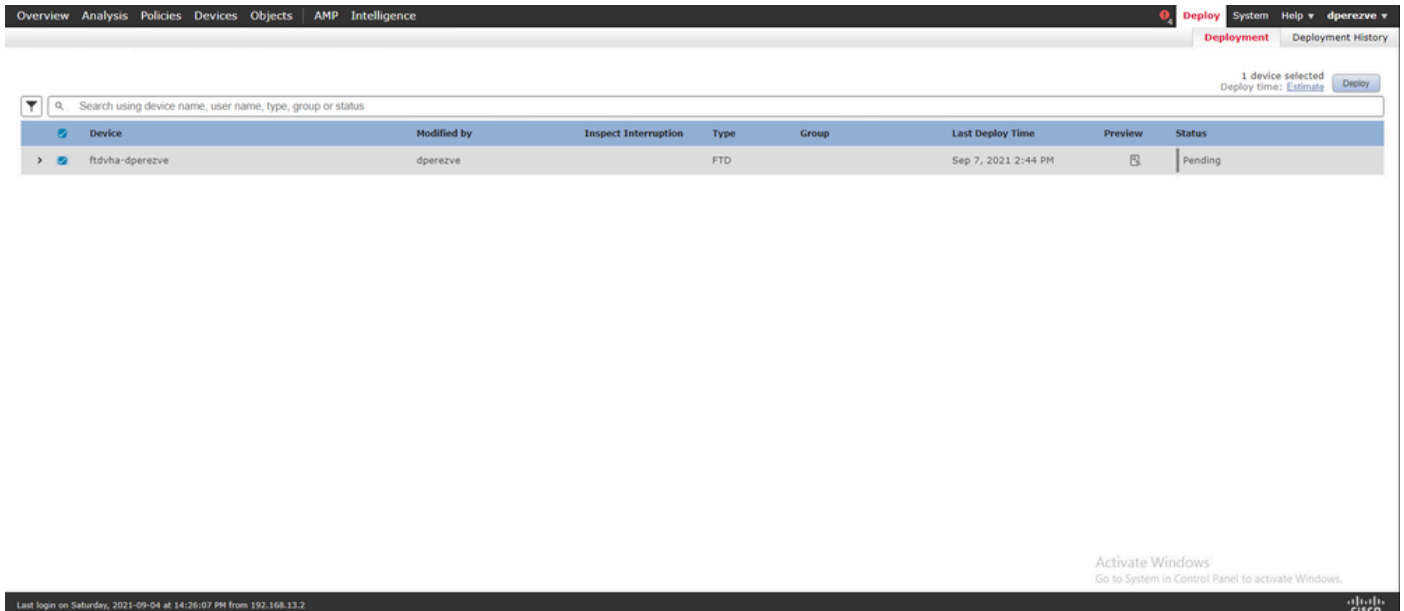 Overview Analysis Policies Devices Objects AMP Intelligence 4 Deploy System Help dperezve
Deployment Deployment History
1 device selected
Deploy time: Estimate Deploy
Search using device name, user name, type, group or status
Device Modified by Inspect Interruption Type Group Last Deploy Time Preview Status
ftdvha-dperezve dperezve FTD Sep 7, 2021 2:44 PM Pending
Activate Windows
Go to System in Control Panel to activate Windows.
Last login on Saturday, 2021-09-04 at 14:26:07 PM from 192.168.13.2
CISCO